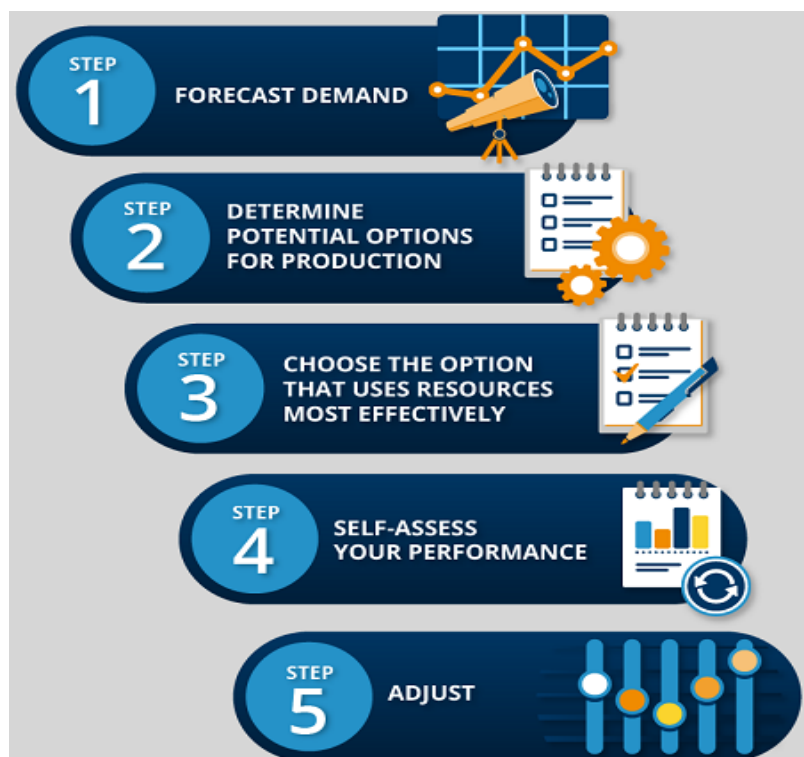 STEP
1
FORECAST DEMAND
STEP
2
DETERMINE
POTENTIAL OPTIONS
FOR PRODUCTION
STEP
3
CHOOSE THE OPTION
THAT USES RESOURCES
MOST EFFECTIVELY
STEP
4
SELF-ASSESS
YOUR PERFORMANCE
STEP
5
ADJUST